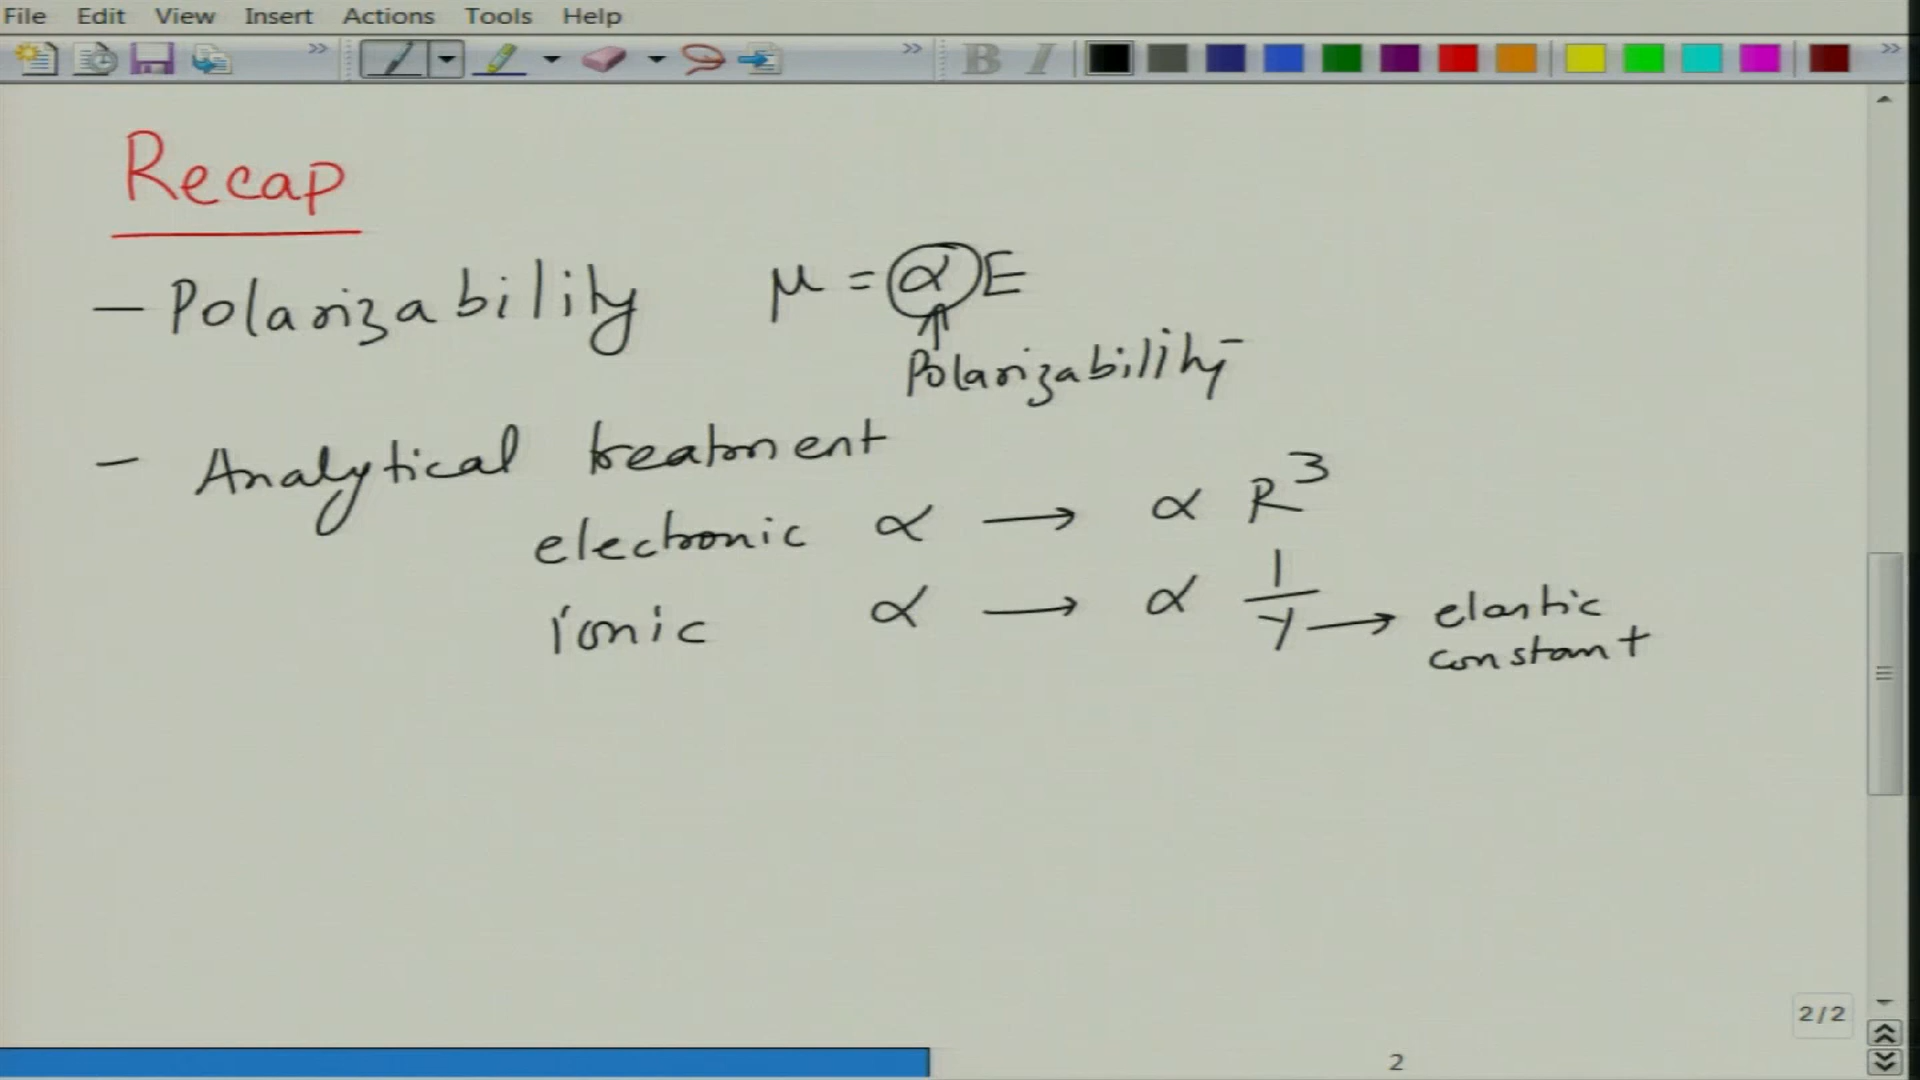 File Edit View Insert Actions Tools Help
B I
Recap
— Polarizability μ = α E
Polarizability
— Analytical treatment
electronic α → α R³
ionic α → α 1/Y → elastic
constant
2/2
2